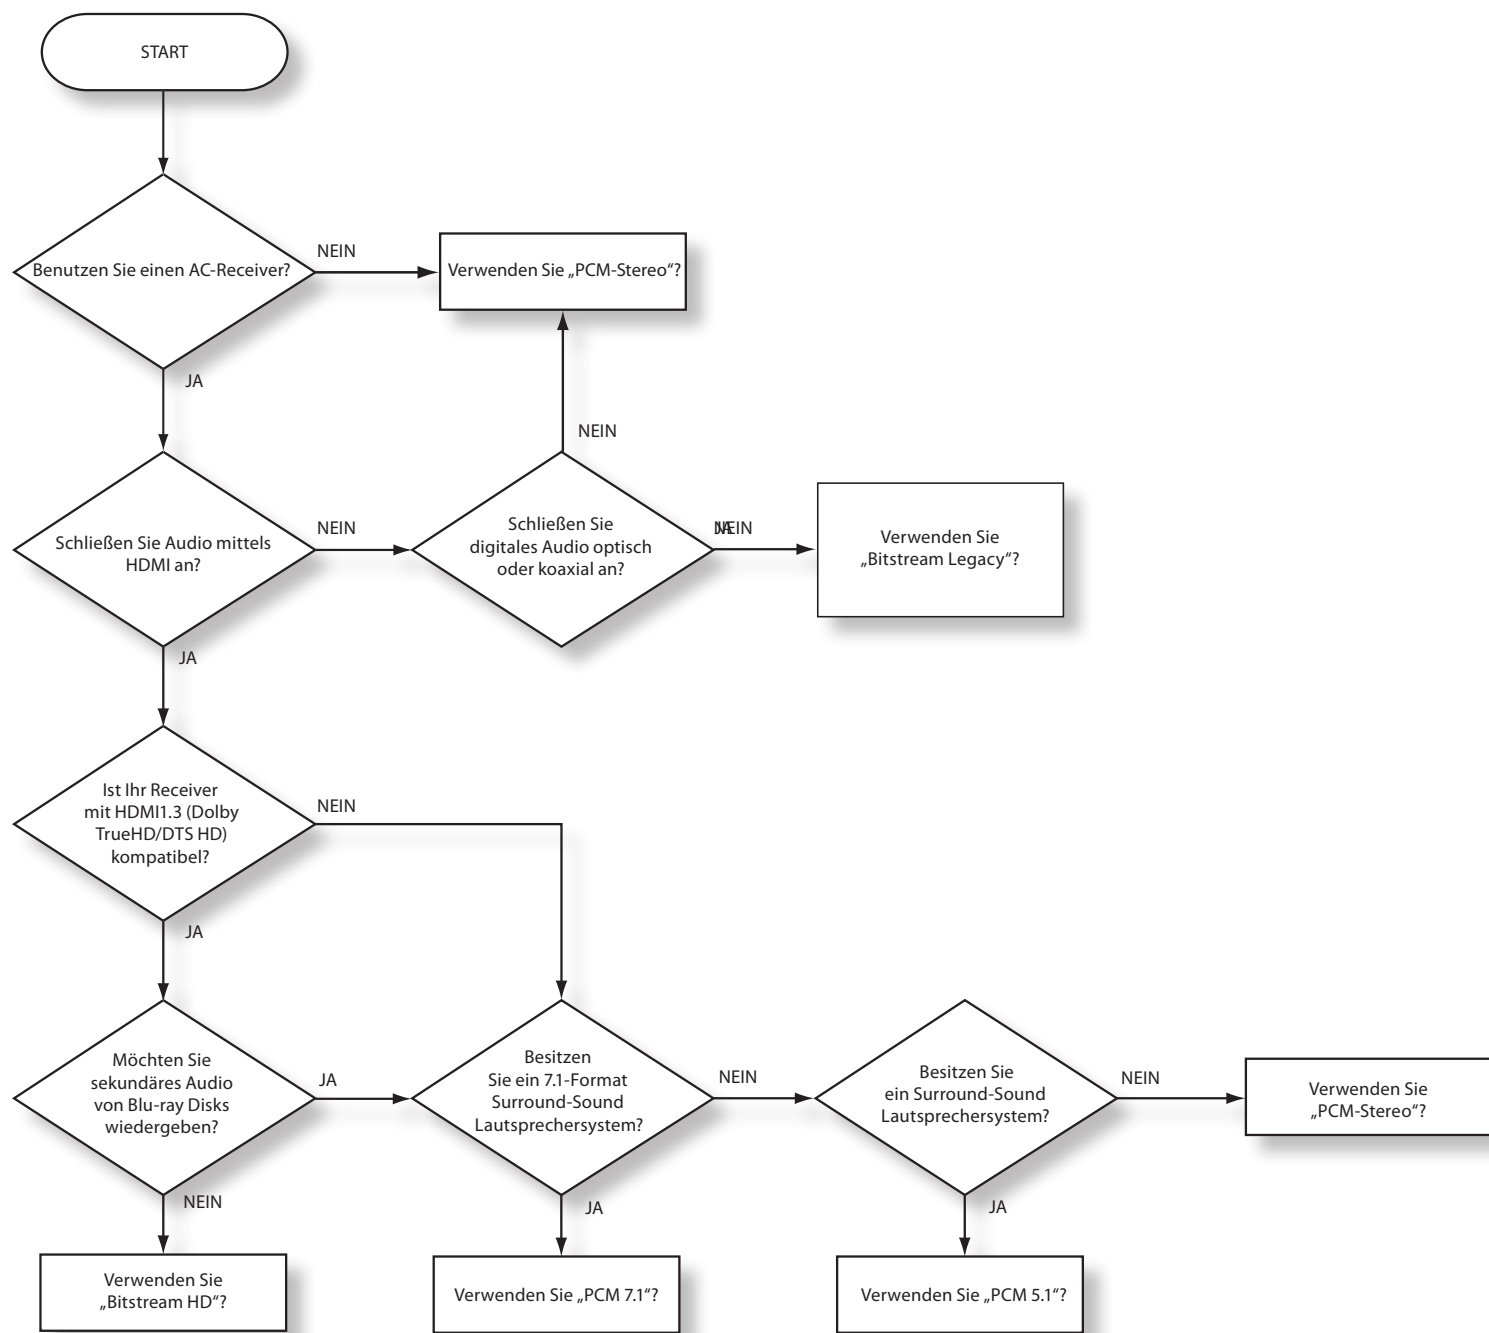 START
Benutzen Sie einen AC-Receiver?
NEIN
Verwenden Sie „PCM-Stereo“?
JA
NEIN
Schließen Sie Audio mittels
HDMI an?
NEIN
Schließen Sie
digitales Audio optisch
oder koaxial an?
Verwenden Sie
„Bitstream Legacy“?
JA
Ist Ihr Receiver
mit HDMI1.3 (Dolby
TrueHD/DTS HD)
kompatibel?
NEIN
JA
Möchten Sie
sekundäres Audio
von Blu-ray Disks
wiedergeben?
JA
Besitzen
Sie ein 7.1-Format
Surround-Sound
Lautsprechersystem?
NEIN
Besitzen Sie
ein Surround-Sound
Lautsprechersystem?
NEIN
Verwenden Sie
„PCM-Stereo“?
NEIN
JA
JA
Verwenden Sie
„Bitstream HD“?
Verwenden Sie „PCM 7.1“?
Verwenden Sie „PCM 5.1“?